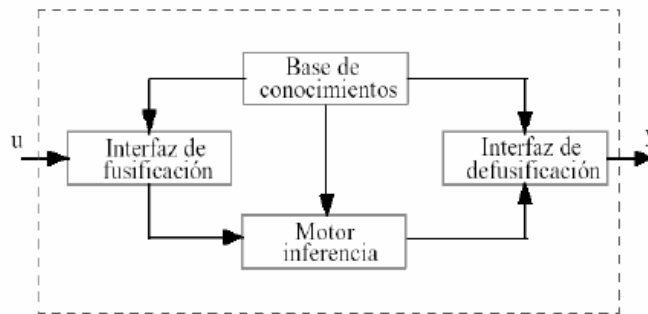 Base de
conocimientos
u
Interfaz de
fusificación
Interfaz de
defusificación
y
Motor
inferencia